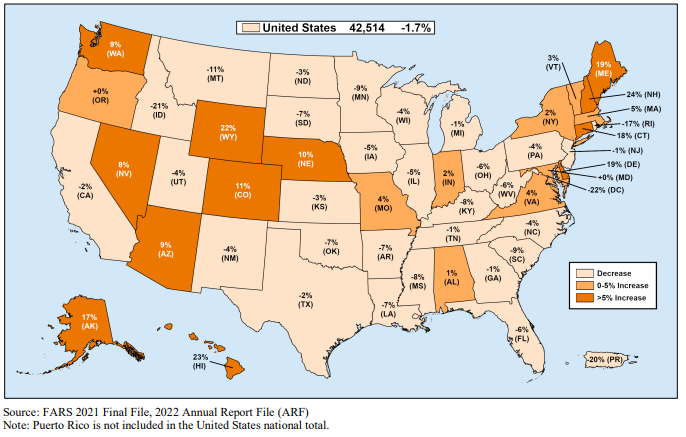 United States 42,514 -1.7%
9%
(WA)
+0%
(OR)
-2%
(CA)
8%
(NV)
-21%
(ID)
-11%
(MT)
22%
(WY)
-4%
(UT)
11%
(CO)
9%
(AZ)
-4%
(NM)
-3%
(ND)
-7%
(SD)
10%
(NE)
-3%
(KS)
-7%
(OK)
-2%
(TX)
-9%
(MN)
-5%
(IA)
4%
(MO)
-7%
(AR)
-7%
(LA)
-4%
(WI)
-5%
(IL)
-1%
(MI)
2%
(IN)
-6%
(OH)
-8%
(KY)
-1%
(TN)
-8%
(MS)
1%
(AL)
-1%
(GA)
-6%
(FL)
-9%
(SC)
-4%
(NC)
4%
(VA)
-6%
(WV)
-4%
(PA)
2%
(NY)
3%
(VT)
19%
(ME)
24% (NH)
5% (MA)
-17% (RI)
18% (CT)
-1% (NJ)
19% (DE)
+0% (MD)
-22% (DC)
17%
(AK)
23%
(HI)
-20% (PR)
Decrease
0-5% Increase
>5% Increase
Source: FARS 2021 Final File, 2022 Annual Report File (ARF)
Note: Puerto Rico is not included in the United States national total.